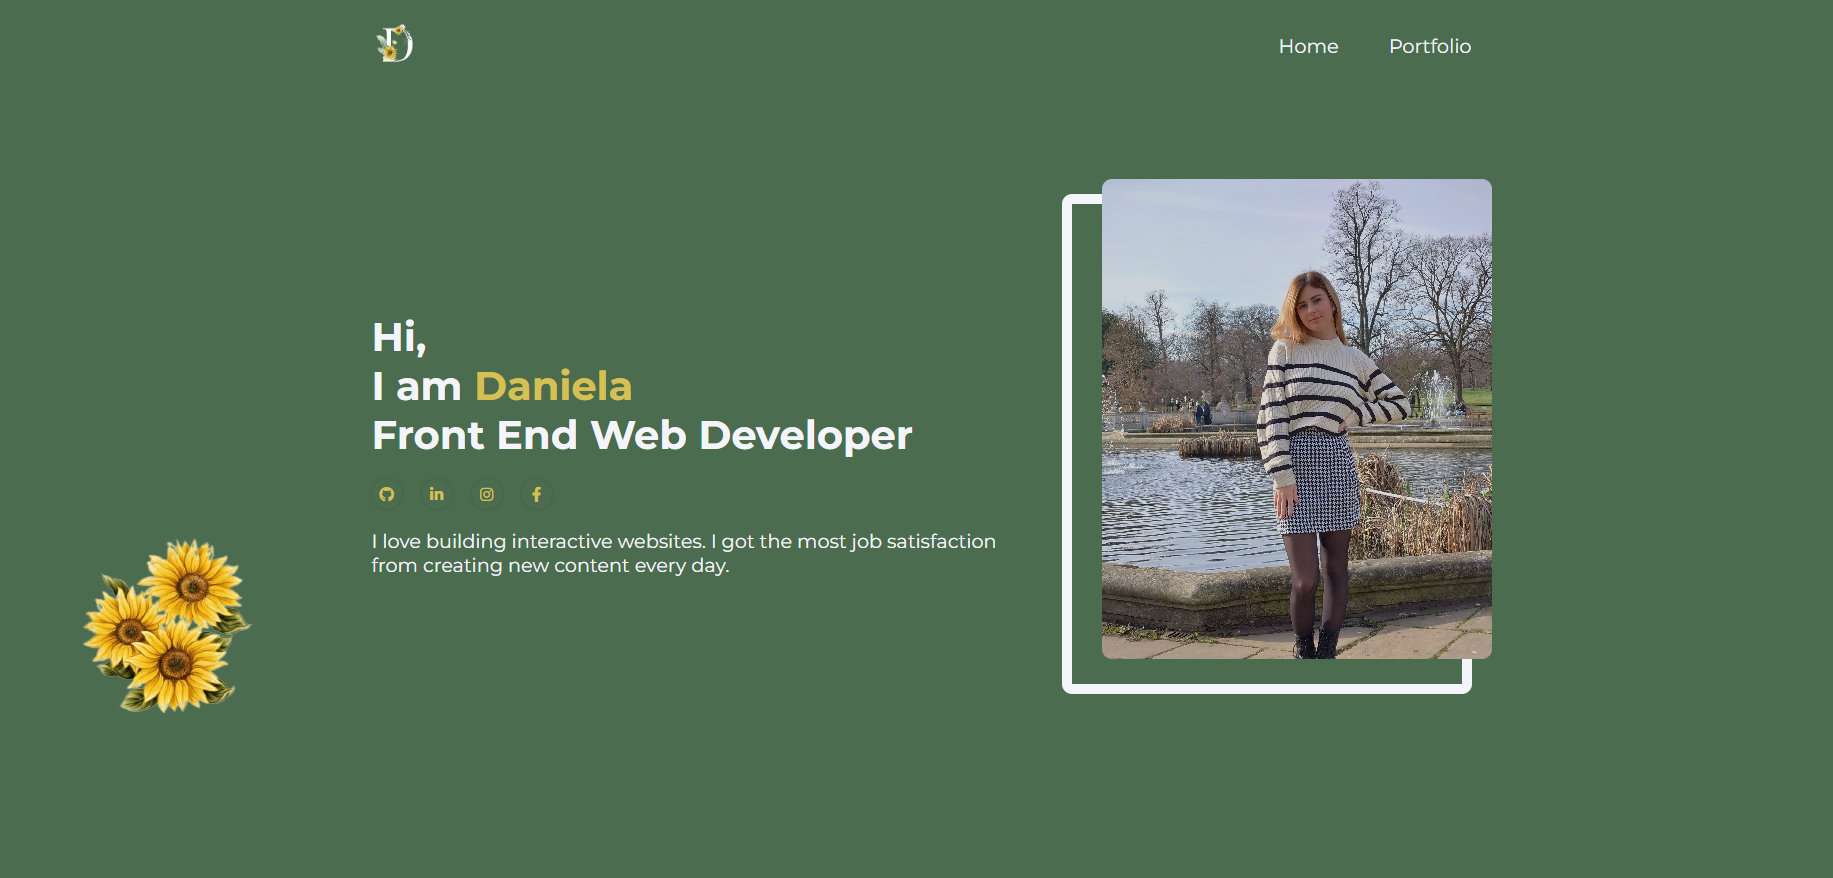 D
Home
Portfolio
Hi,
I am Daniela
Front End Web Developer
I love building interactive websites. I got the most job satisfaction
from creating new content every day.